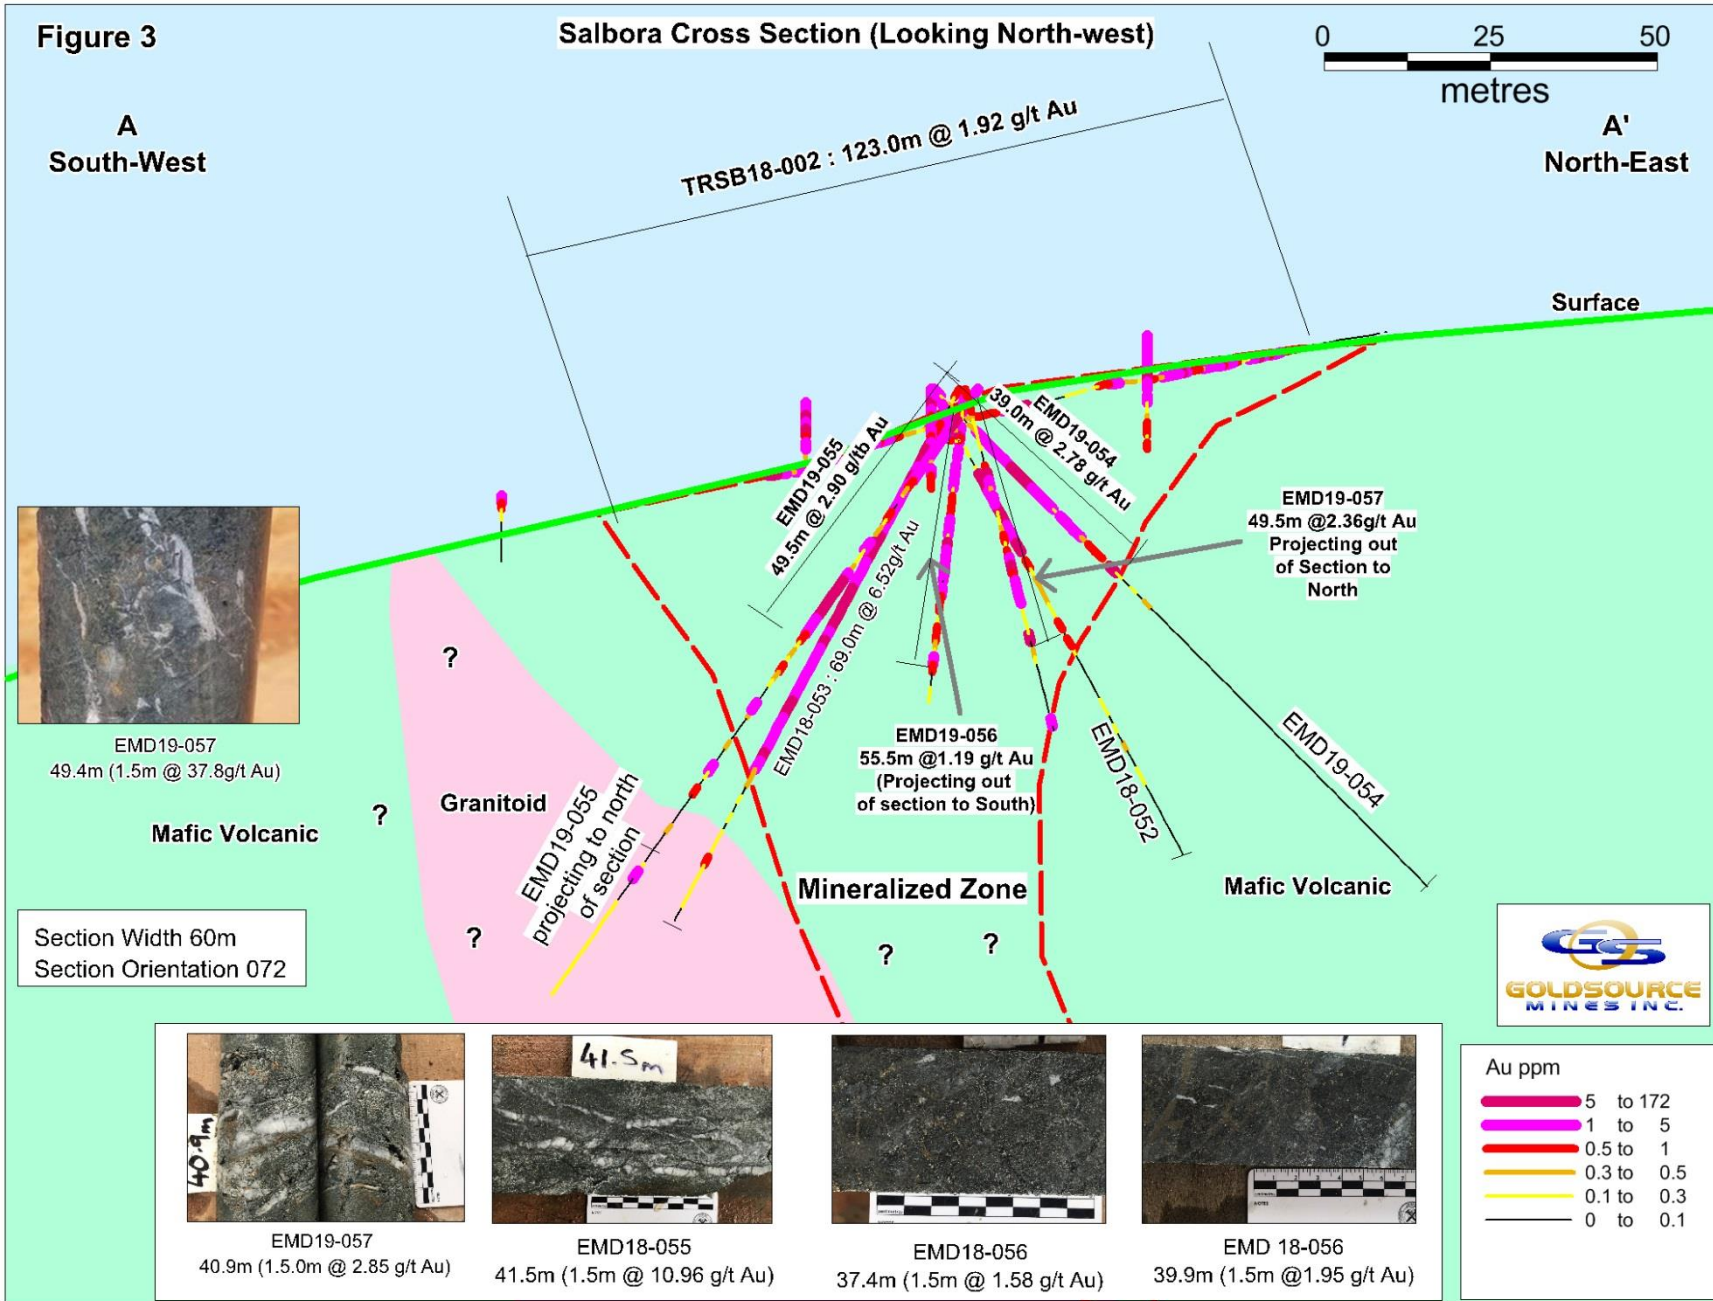 Figure 3
Salbora Cross Section (Looking North-west)
0 25 50
metres
A
South-West
A'
North-East
TRSB18-002 : 123.0m @ 1.92 g/t Au
Surface
EMD19-055
49.5m @ 2.90 g/tb Au
EMD19-054
39.0m @ 2.78 g/t Au
EMD19-057
49.5m @2.36g/t Au
Projecting out
of Section to
North
EMD18-053 : 69.0m @ 6.52g/t Au
EMD19-056
55.5m @1.19 g/t Au
(Projecting out
of section to South)
EMD18-052
EMD19-054
EMD19-057
49.4m (1.5m @ 37.8g/t Au)
?
?
Granitoid
Mafic Volcanic
EMD19-055
projecting to north
of section
Mineralized Zone
Mafic Volcanic
?
?
?
Section Width 60m
Section Orientation 072
GOLDSOURCE
MINES INC.
Au ppm
5 to 172
1 to 5
0.5 to 1
0.3 to 0.5
0.1 to 0.3
0 to 0.1
40.9m
41.5m
EMD19-057
40.9m (1.5.0m @ 2.85 g/t Au)
EMD18-055
41.5m (1.5m @ 10.96 g/t Au)
EMD18-056
37.4m (1.5m @ 1.58 g/t Au)
EMD 18-056
39.9m (1.5m @1.95 g/t Au)